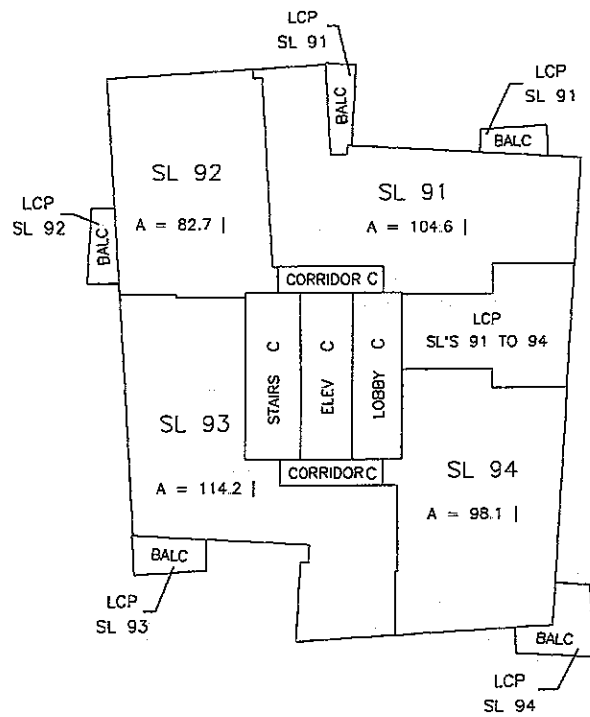 LCP
SL 91
LCP
SL 91
BALC
BALC
SL 92
SL 91
LCP
SL 92
A = 82.7 |
A = 104.6 |
BALC
CORRIDOR C
LCP
SL'S 91 TO 94
STAIRS C
ELEV C
LOBBY C
SL 93
SL 94
CORRIDOR C
A = 114.2 |
A = 98.1 |
BALC
LCP
SL 93
BALC
LCP
SL 94